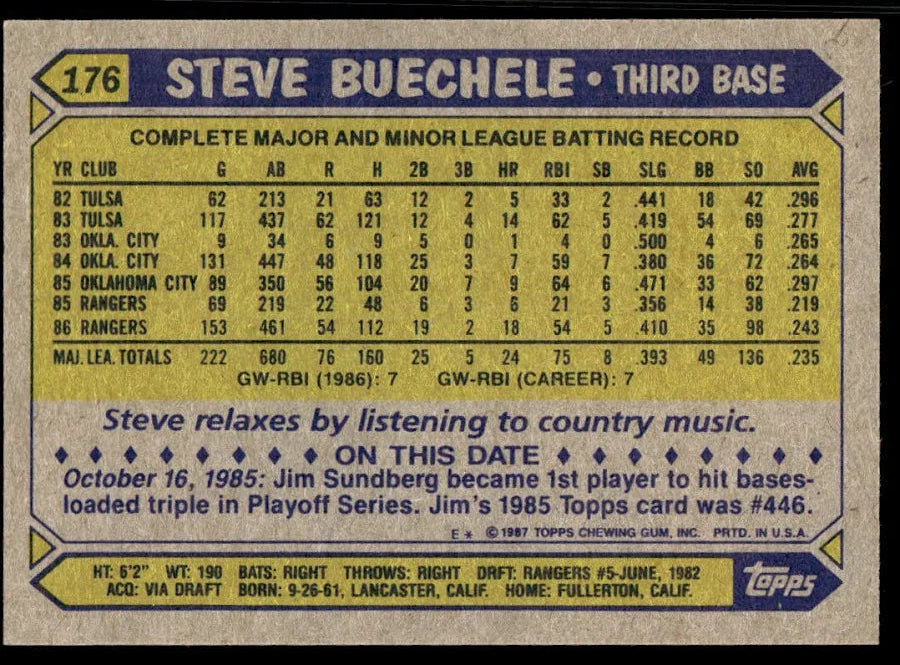 176 STEVE BUECHELE • THIRD BASE
COMPLETE MAJOR AND MINOR LEAGUE BATTING RECORD
YR CLUB G AB R H 2B 3B HR RBI SB SLG BB SO AVG
82 TULSA 62 213 21 63 12 2 5 33 2 .441 18 42 .296
83 TULSA 117 437 62 121 12 4 14 62 5 .419 54 69 .277
83 OKLA. CITY 9 34 6 9 5 0 1 4 0 .500 4 6 .265
84 OKLA. CITY 131 447 48 118 25 3 7 59 7 .380 36 72 .264
85 OKLAHOMA CITY 89 350 56 104 20 7 9 64 6 .471 33 62 .297
85 RANGERS 69 219 22 48 6 3 6 21 3 .356 14 38 .219
86 RANGERS 153 461 54 112 19 2 18 54 5 .410 35 98 .243
MAJ. LEA. TOTALS 222 680 76 160 25 5 24 75 8 .393 49 136 .235
GW-RBI (1986): 7 GW-RBI (CAREER): 7
Steve relaxes by listening to country music.
ON THIS DATE
October 16, 1985: Jim Sundberg became 1st player to hit bases-
loaded triple in Playoff Series. Jim's 1985 Topps card was #446.
E * © 1987 TOPPS CHEWING GUM, INC. PRTD. IN U.S.A.
HT: 6'2" WT: 190 BATS: RIGHT THROWS: RIGHT DRFT: RANGERS #5-JUNE, 1982
ACQ: VIA DRAFT BORN: 9-26-61, LANCASTER, CALIF. HOME: FULLERTON, CALIF.
topps